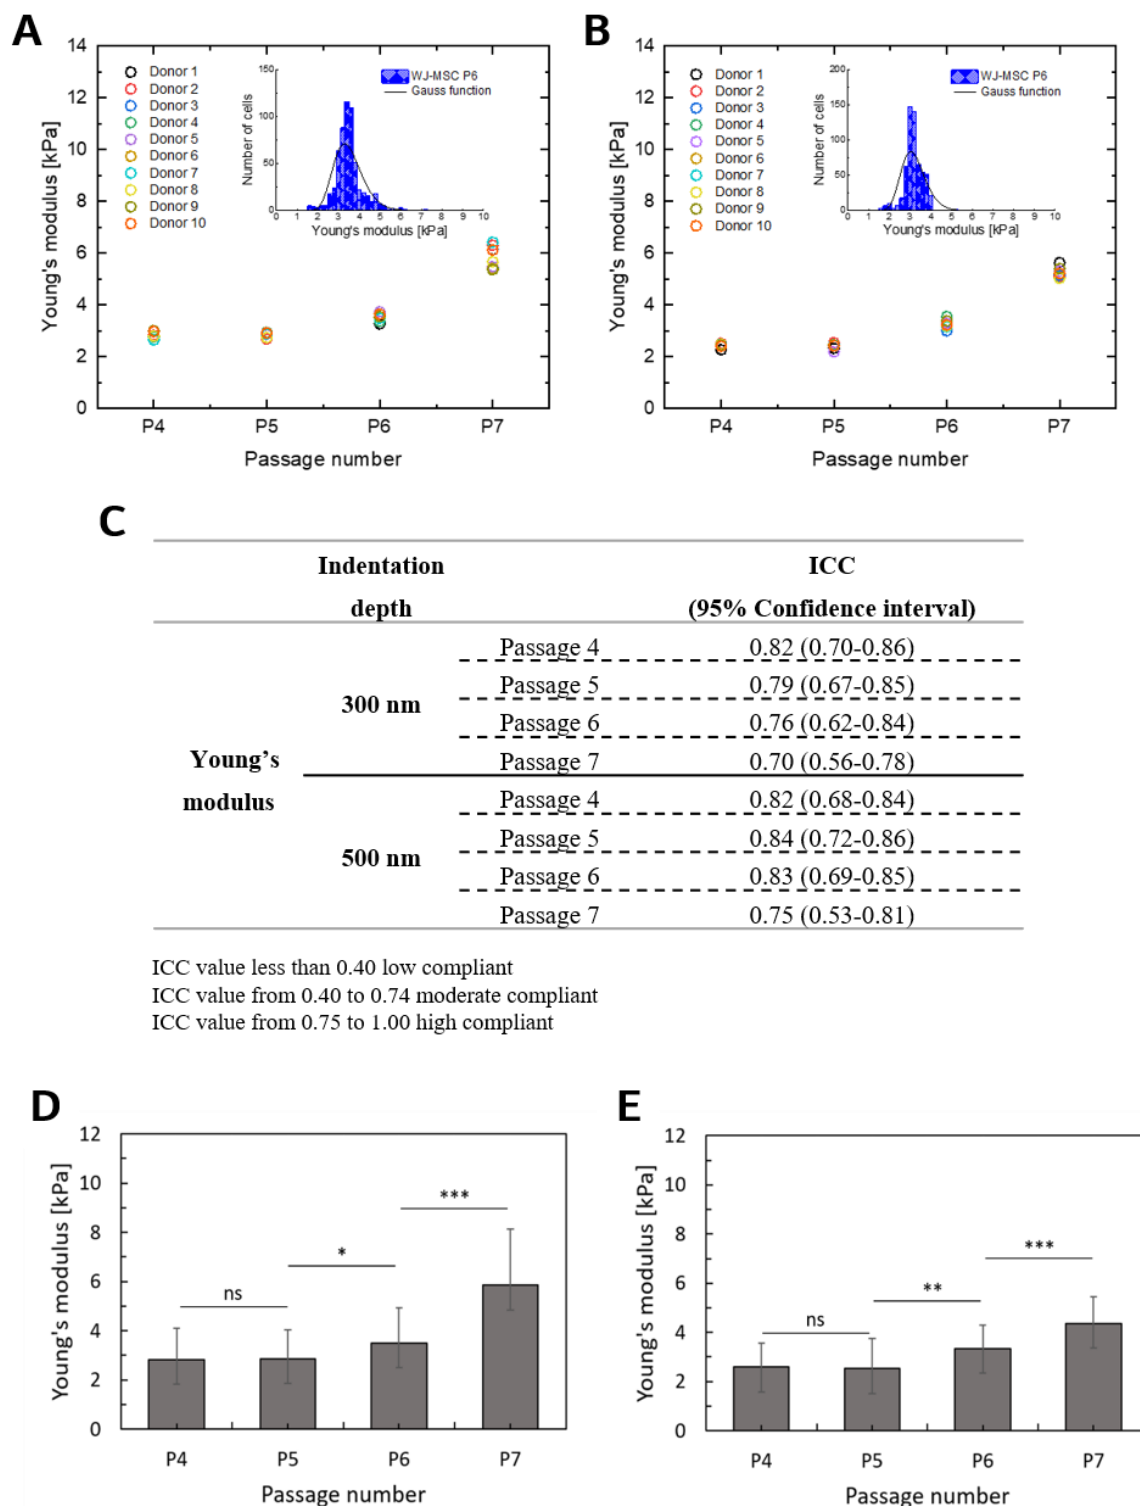 A
Young's modulus [kPa]
14
12
10
8
6
4
2
0
Donor 1
Donor 2
Donor 3
Donor 4
Donor 5
Donor 6
Donor 7
Donor 8
Donor 9
Donor 10
Number of cells
150
100
50
0
WJ-MSC P6
Gauss function
0 1 2 3 4 5 6 7 8 9 10
Young's modulus [kPa]
P4 P5 P6 P7
Passage number
B
Young's modulus [kPa]
14
12
10
8
6
4
2
0
Donor 1
Donor 2
Donor 3
Donor 4
Donor 5
Donor 6
Donor 7
Donor 8
Donor 9
Donor 10
Number of cells
200
150
100
50
0
WJ-MSC P6
Gauss function
0 1 2 3 4 5 6 7 8 9 10
Young's modulus [kPa]
P4 P5 P6 P7
Passage number
C
Indentation ICC
depth (95% Confidence interval)
Young's
modulus
300 nm
Passage 4 0.82 (0.70-0.86)
Passage 5 0.79 (0.67-0.85)
Passage 6 0.76 (0.62-0.84)
Passage 7 0.70 (0.56-0.78)
500 nm
Passage 4 0.82 (0.68-0.84)
Passage 5 0.84 (0.72-0.86)
Passage 6 0.83 (0.69-0.85)
Passage 7 0.75 (0.53-0.81)
ICC value less than 0.40 low compliant
ICC value from 0.40 to 0.74 moderate compliant
ICC value from 0.75 to 1.00 high compliant
D
Young's modulus [kPa]
12
10
8
6
4
2
0
ns
*
***
P4 P5 P6 P7
Passage number
E
Young's modulus [kPa]
12
10
8
6
4
2
0
ns
**
***
P4 P5 P6 P7
Passage number